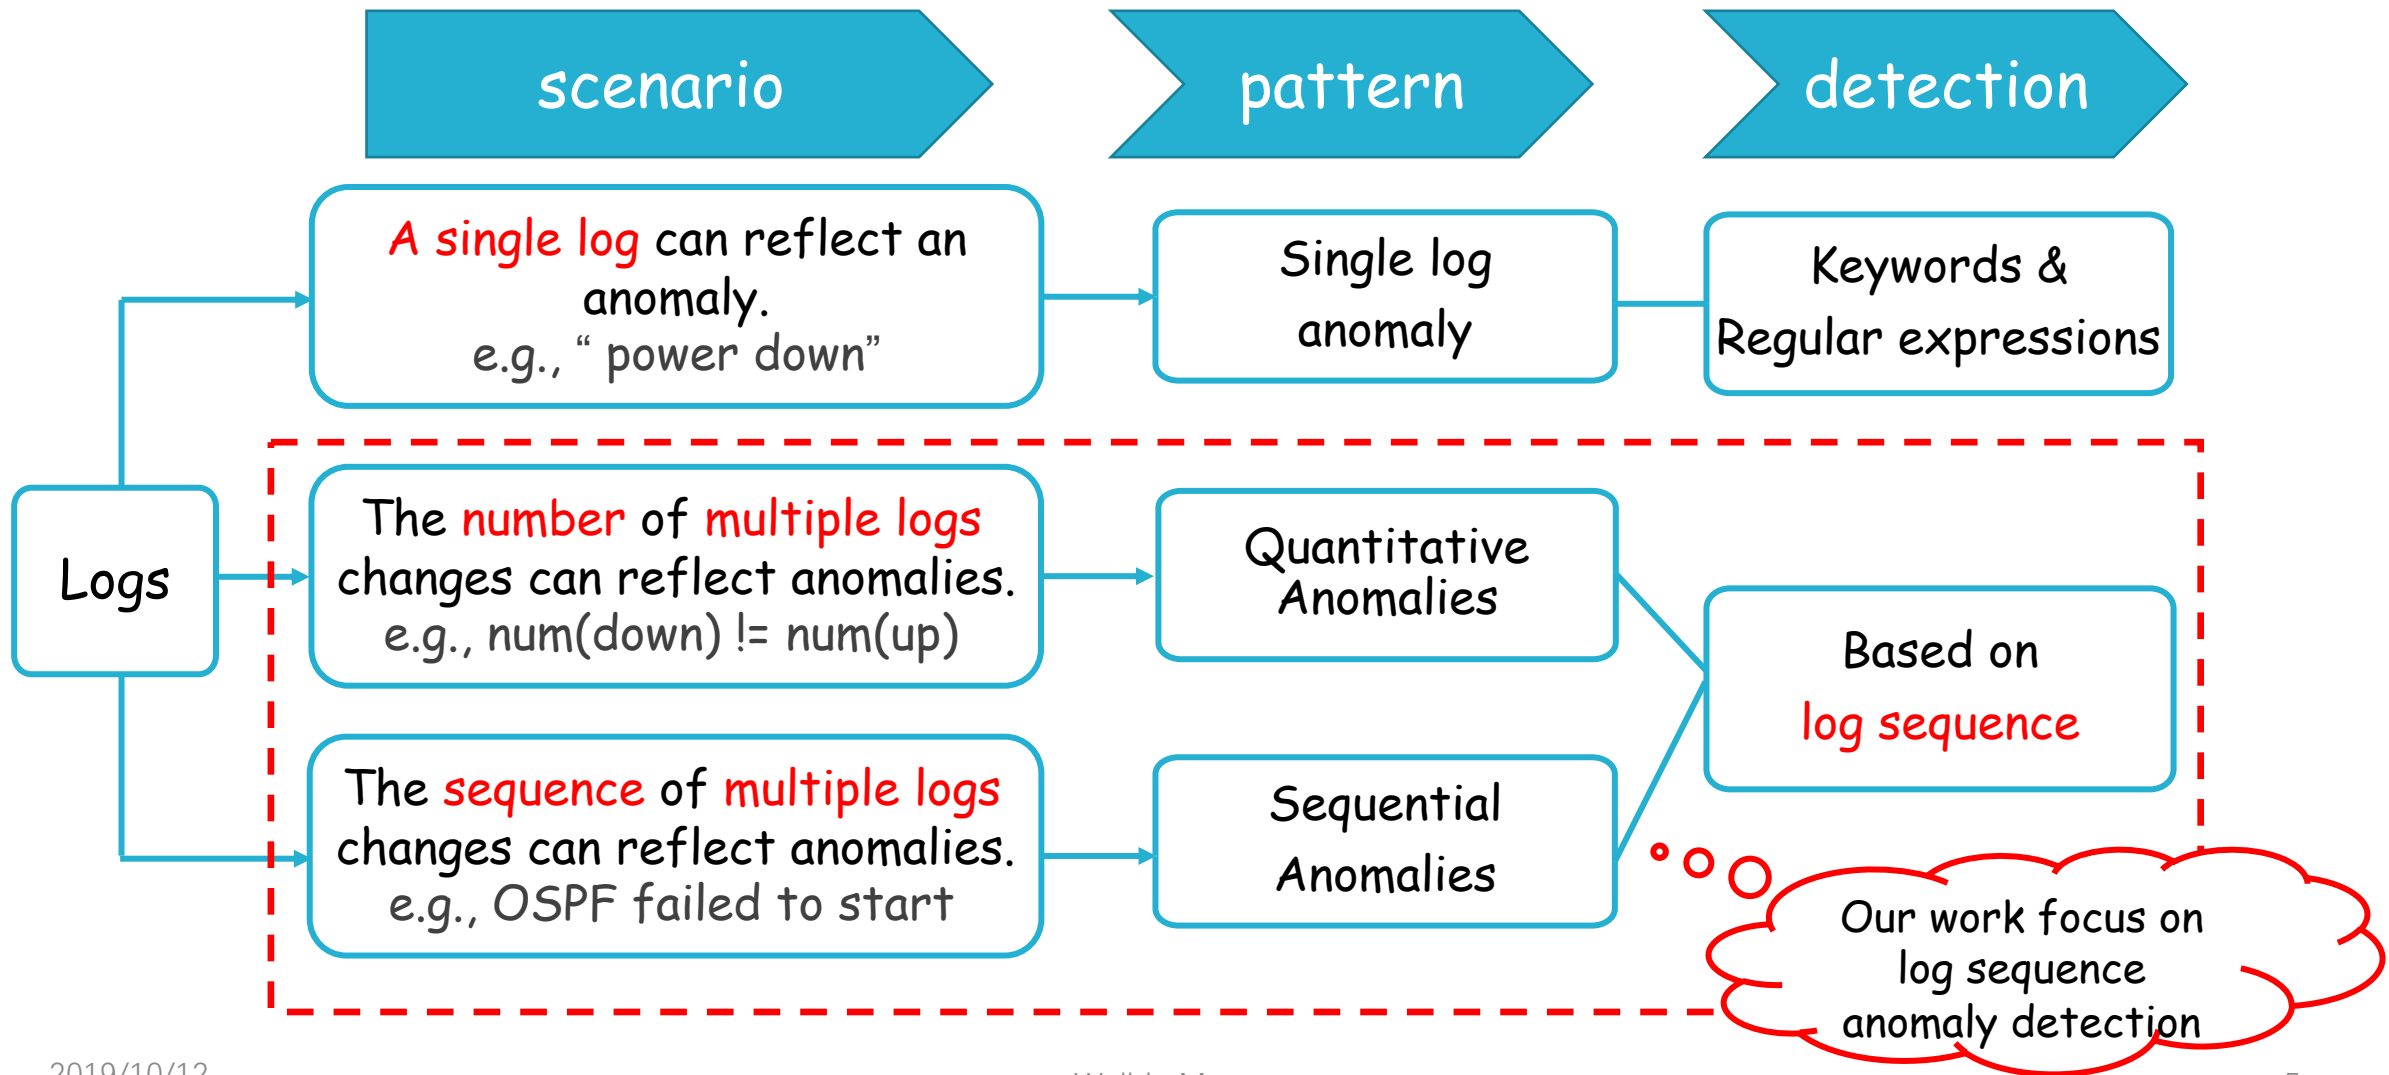 scenario
pattern
detection
A single log can reflect an
anomaly.
e.g., “ power down”
Single log
anomaly
Keywords &
Regular expressions
Logs
The number of multiple logs
changes can reflect anomalies.
e.g., num(down) != num(up)
Quantitative
Anomalies
Based on
log sequence
The sequence of multiple logs
changes can reflect anomalies.
e.g., OSPF failed to start
Sequential
Anomalies
Our work focus on
log sequence
anomaly detection
2019/10/12